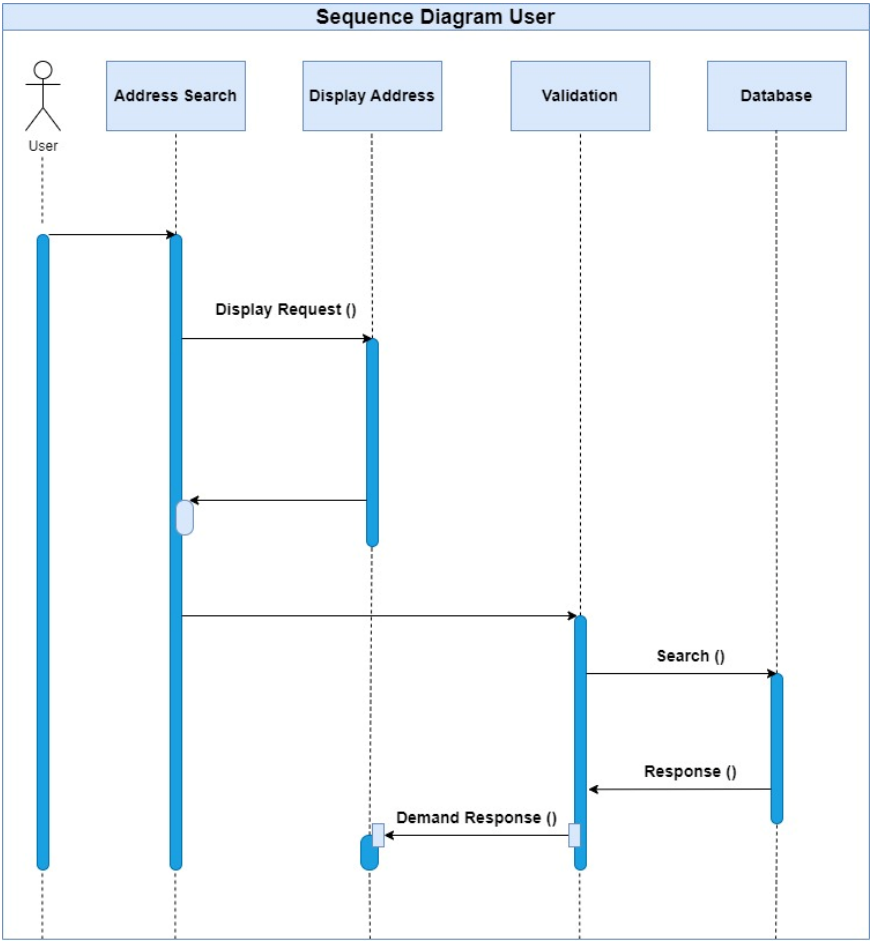 Sequence Diagram User
Address Search
Display Address
Validation
Database
User
Display Request ()
Search ()
Response ()
Demand Response ()